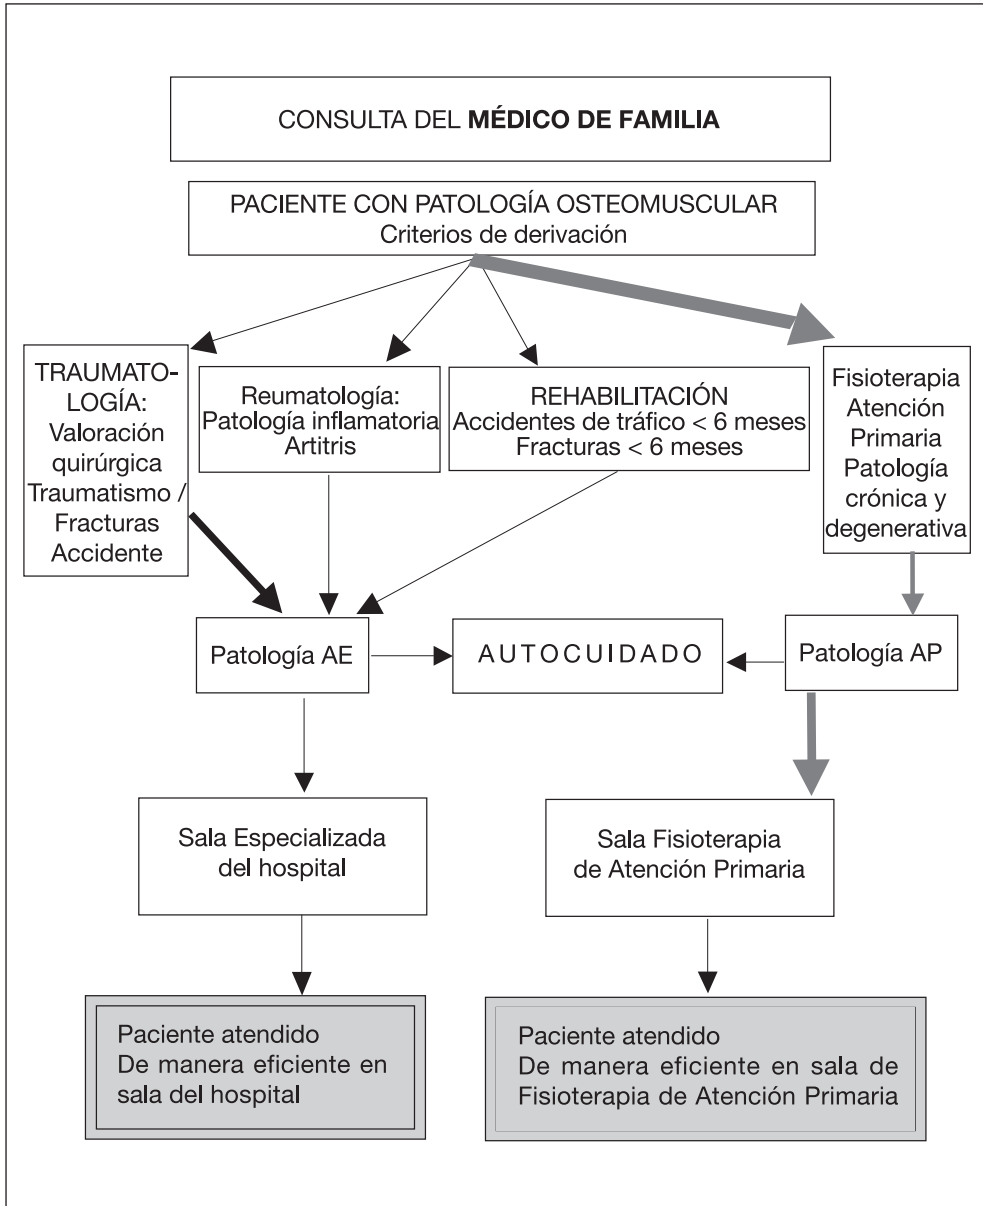 CONSULTA DEL MÉDICO DE FAMILIA
PACIENTE CON PATOLOGÍA OSTEOMUSCULAR
Criterios de derivación
TRAUMATO-
LOGÍA:
Valoración
quirúrgica
Traumatismo /
Fracturas
Accidente
Reumatología:
Patología inflamatoria
Artitris
REHABILITACIÓN
Accidentes de tráfico < 6 meses
Fracturas < 6 meses
Fisioterapia
Atención
Primaria
Patología
crónica y
degenerativa
Patología AE
AUTOCUIDADO
Patología AP
Sala Especializada
del hospital
Sala Fisioterapia
de Atención Primaria
Paciente atendido
De manera eficiente en
sala del hospital
Paciente atendido
De manera eficiente en sala de
Fisioterapia de Atención Primaria